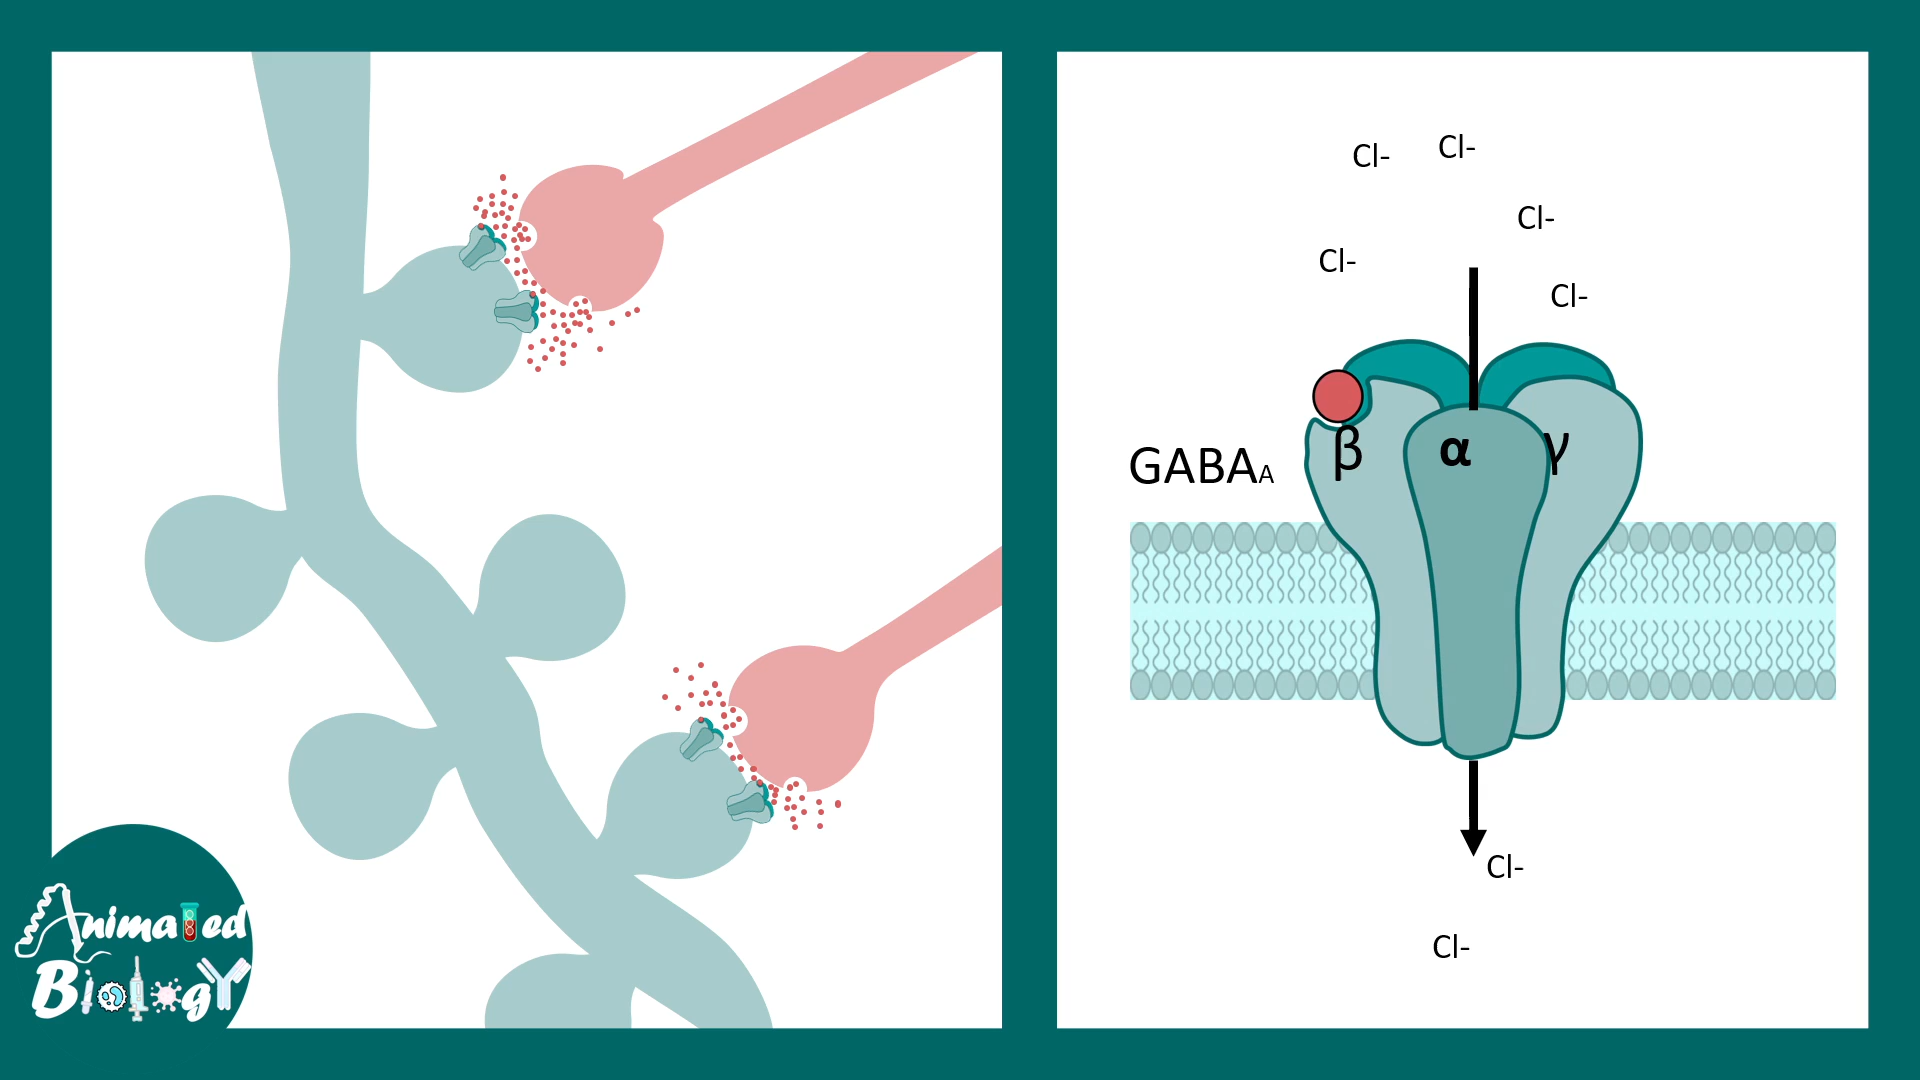 Cl- Cl-
Cl-
Cl-
Cl-
GABAA β α γ
Cl-
Cl-
Animated
Biology